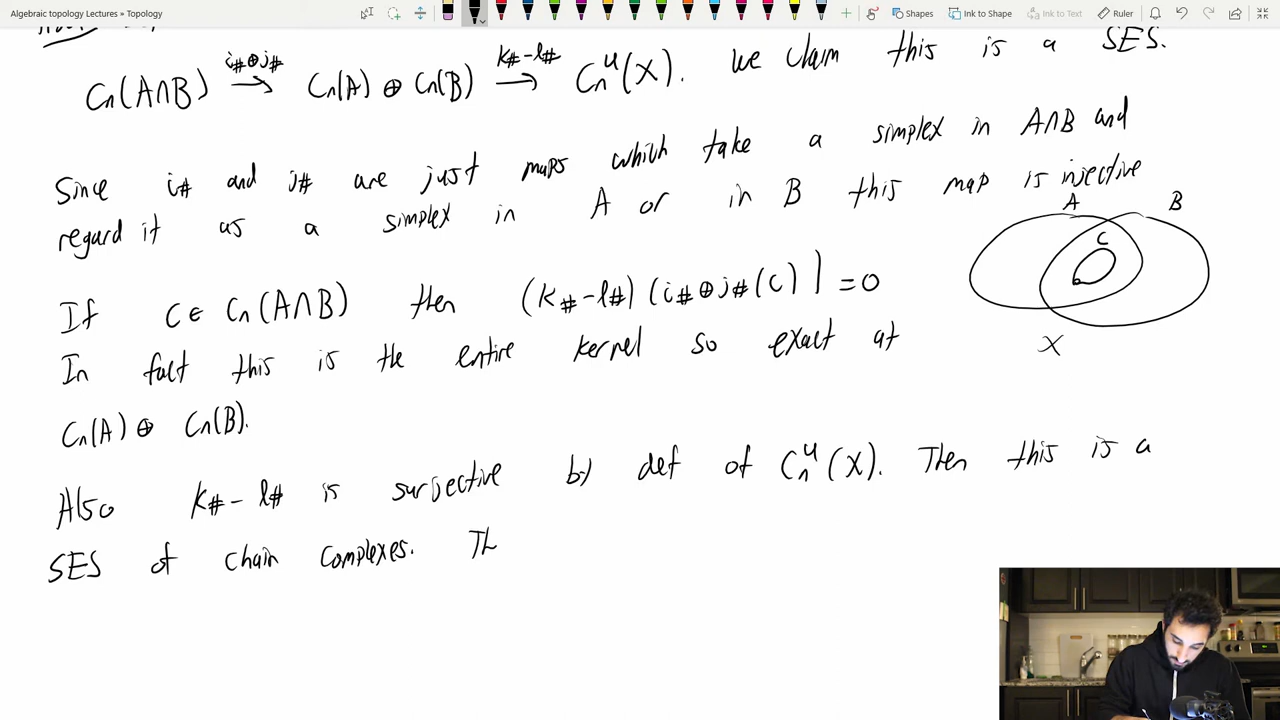 Algebraic topology Lectures » Topology
Shapes Ink to Shape Ink to Text Ruler
Cn(A∩B) i#⊕j# → Cn(A) ⊕ Cn(B) k#-l# → Cn^U(X). We claim this is a SES.
Since i# and j# are just maps which take a simplex in A∩B and
regard it as a simplex in A or in B this map is injective
A B
C
If C ∈ Cn(A∩B) then (k#-l#)(i#⊕j#(C)) = 0
X
In fact this is the entire kernel so exact at
Cn(A) ⊕ Cn(B).
Also k#-l# is surjective by def of Cn^U(X). Then this is a
SES of chain complexes. Th